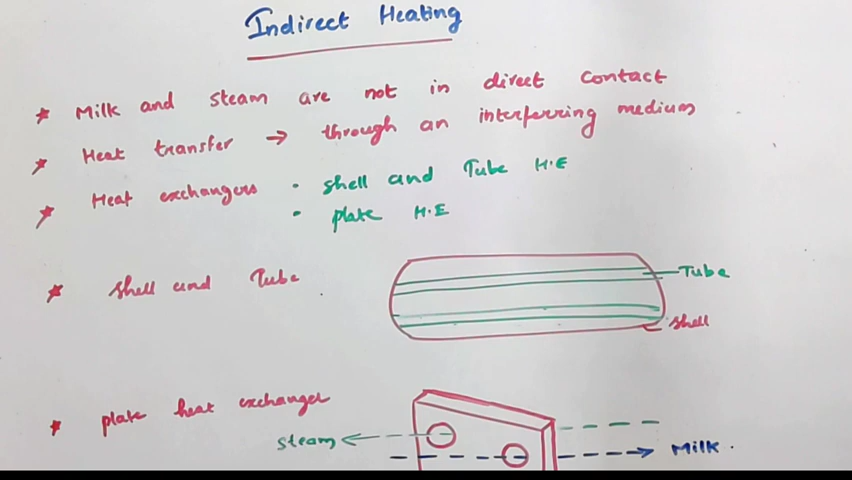 Indirect Heating
* Milk and steam are not in direct contact
* Heat transfer → through an interferring medium
* Heat exchangers • shell and Tube H.E
• plate H.E
* shell and Tube
Tube
shell
* plate heat exchanger
steam
Milk.